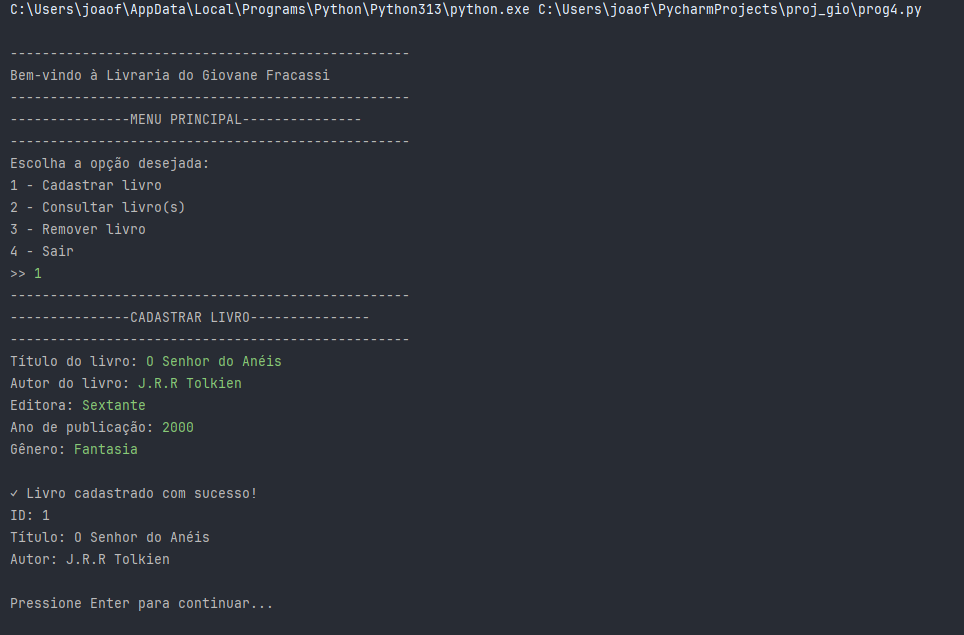 C:\Users\joaof\AppData\Local\Programs\Python\Python313\python.exe C:\Users\joaof\PycharmProjects\proj_gio\prog4.py
--------------------------------------------------
Bem-vindo à Livraria do Giovane Fracassi
--------------------------------------------------
---------------MENU PRINCIPAL---------------
--------------------------------------------------
Escolha a opção desejada:
1 - Cadastrar livro
2 - Consultar livro(s)
3 - Remover livro
4 - Sair
>> 1
--------------------------------------------------
---------------CADASTRAR LIVRO---------------
--------------------------------------------------
Título do livro: O Senhor do Anéis
Autor do livro: J.R.R Tolkien
Editora: Sextante
Ano de publicação: 2000
Gênero: Fantasia
✓ Livro cadastrado com sucesso!
ID: 1
Título: O Senhor do Anéis
Autor: J.R.R Tolkien
Pressione Enter para continuar...